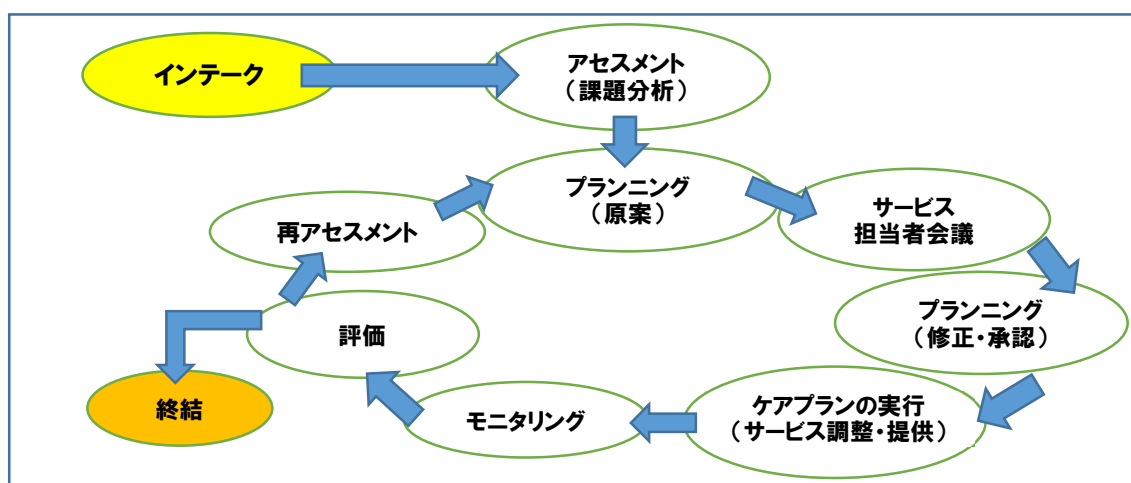 インテーク
アセスメント
（課題分析）
プランニング
（原案）
サービス
担当者会議
再アセスメント
プランニング
（修正・承認）
評価
ケアプランの実行
（サービス調整・提供）
モニタリング
終結